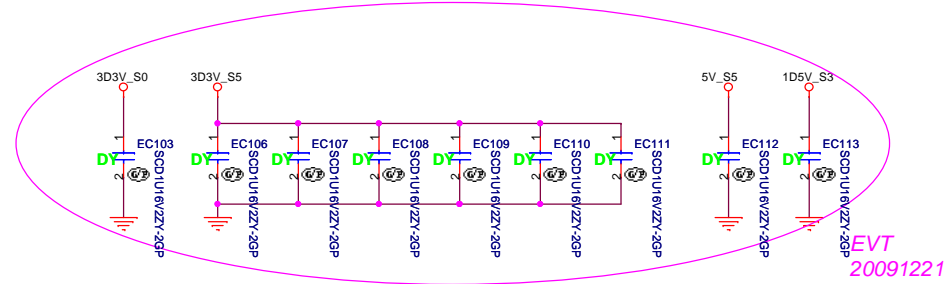 3D3V_S0
3D3V_S5
5V_S5
1D5V_S3
1
1
1
1
1
1
1
1
1
EC103
EC106
EC107
EC108
EC109
EC110
EC111
EC112
EC113
DY
DY
DY
DY
DY
DY
DY
DY
DY
2
2
2
2
2
2
2
2
2
SCD1U16V2ZY-2GP
SCD1U16V2ZY-2GP
SCD1U16V2ZY-2GP
SCD1U16V2ZY-2GP
SCD1U16V2ZY-2GP
SCD1U16V2ZY-2GP
SCD1U16V2ZY-2GP
SCD1U16V2ZY-2GP
SCD1U16V2ZY-2GP
EVT
20091221